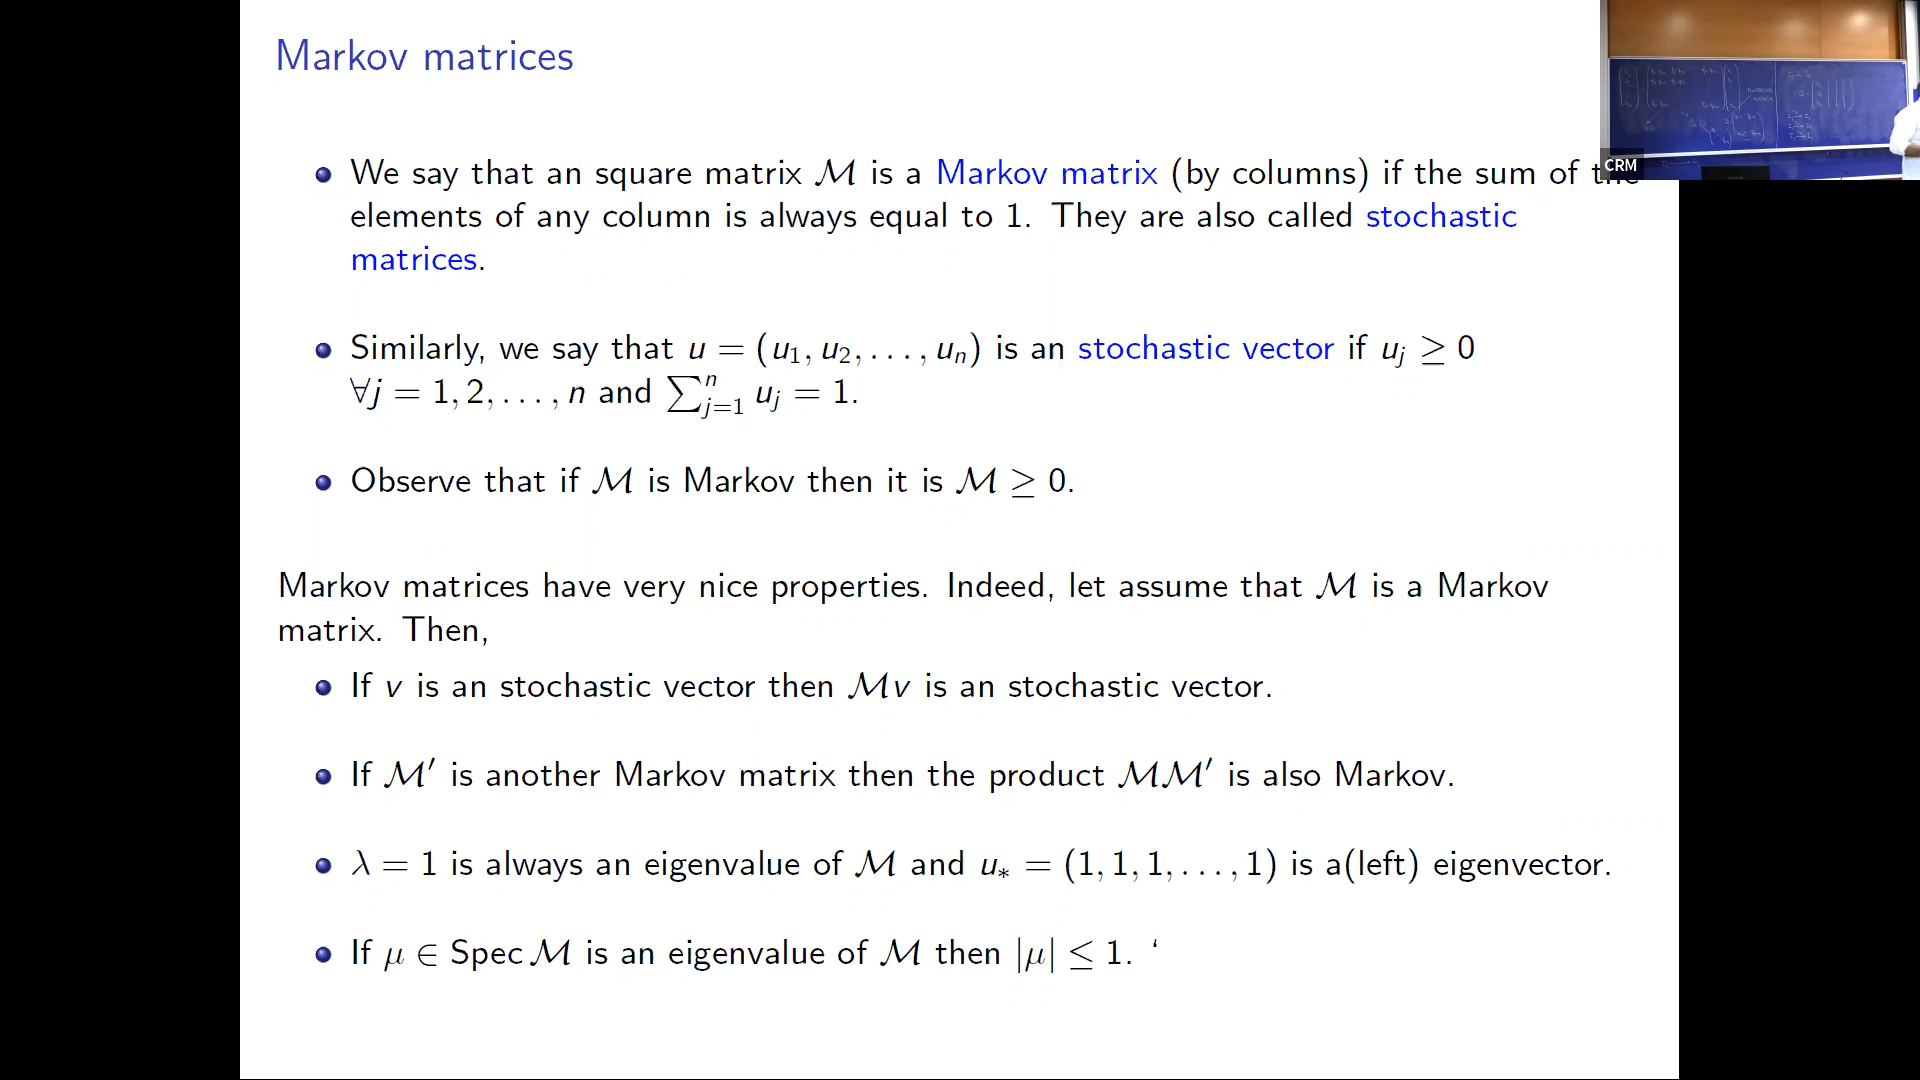 Markov matrices
We say that an square matrix ℳ is a Markov matrix (by columns) if the sum of the
elements of any column is always equal to 1. They are also called stochastic
matrices.
Similarly, we say that u = (u₁, u₂, . . . , uₙ) is an stochastic vector if uⱼ ≥ 0
∀j = 1, 2, . . . , n and ∑ⁿⱼ₌₁ uⱼ = 1.
Observe that if ℳ is Markov then it is ℳ ≥ 0.
Markov matrices have very nice properties. Indeed, let assume that ℳ is a Markov
matrix. Then,
If v is an stochastic vector then ℳv is an stochastic vector.
If ℳ′ is another Markov matrix then the product ℳℳ′ is also Markov.
λ = 1 is always an eigenvalue of ℳ and u∗ = (1, 1, 1, . . . , 1) is a(left) eigenvector.
If μ ∈ Spec ℳ is an eigenvalue of ℳ then |μ| ≤ 1. ‘
CRM